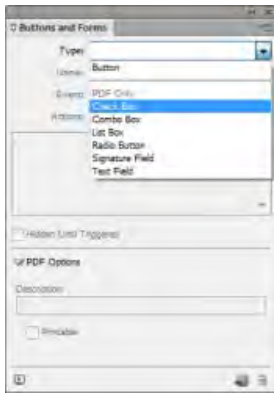 Buttons and Forms
Type:
Name:
Button
Event:
PDF Only
Check Box
Actions:
Combo Box
List Box
Radio Button
Signature Field
Text Field
Hidden Until Triggered
PDF Options
Description
Printable